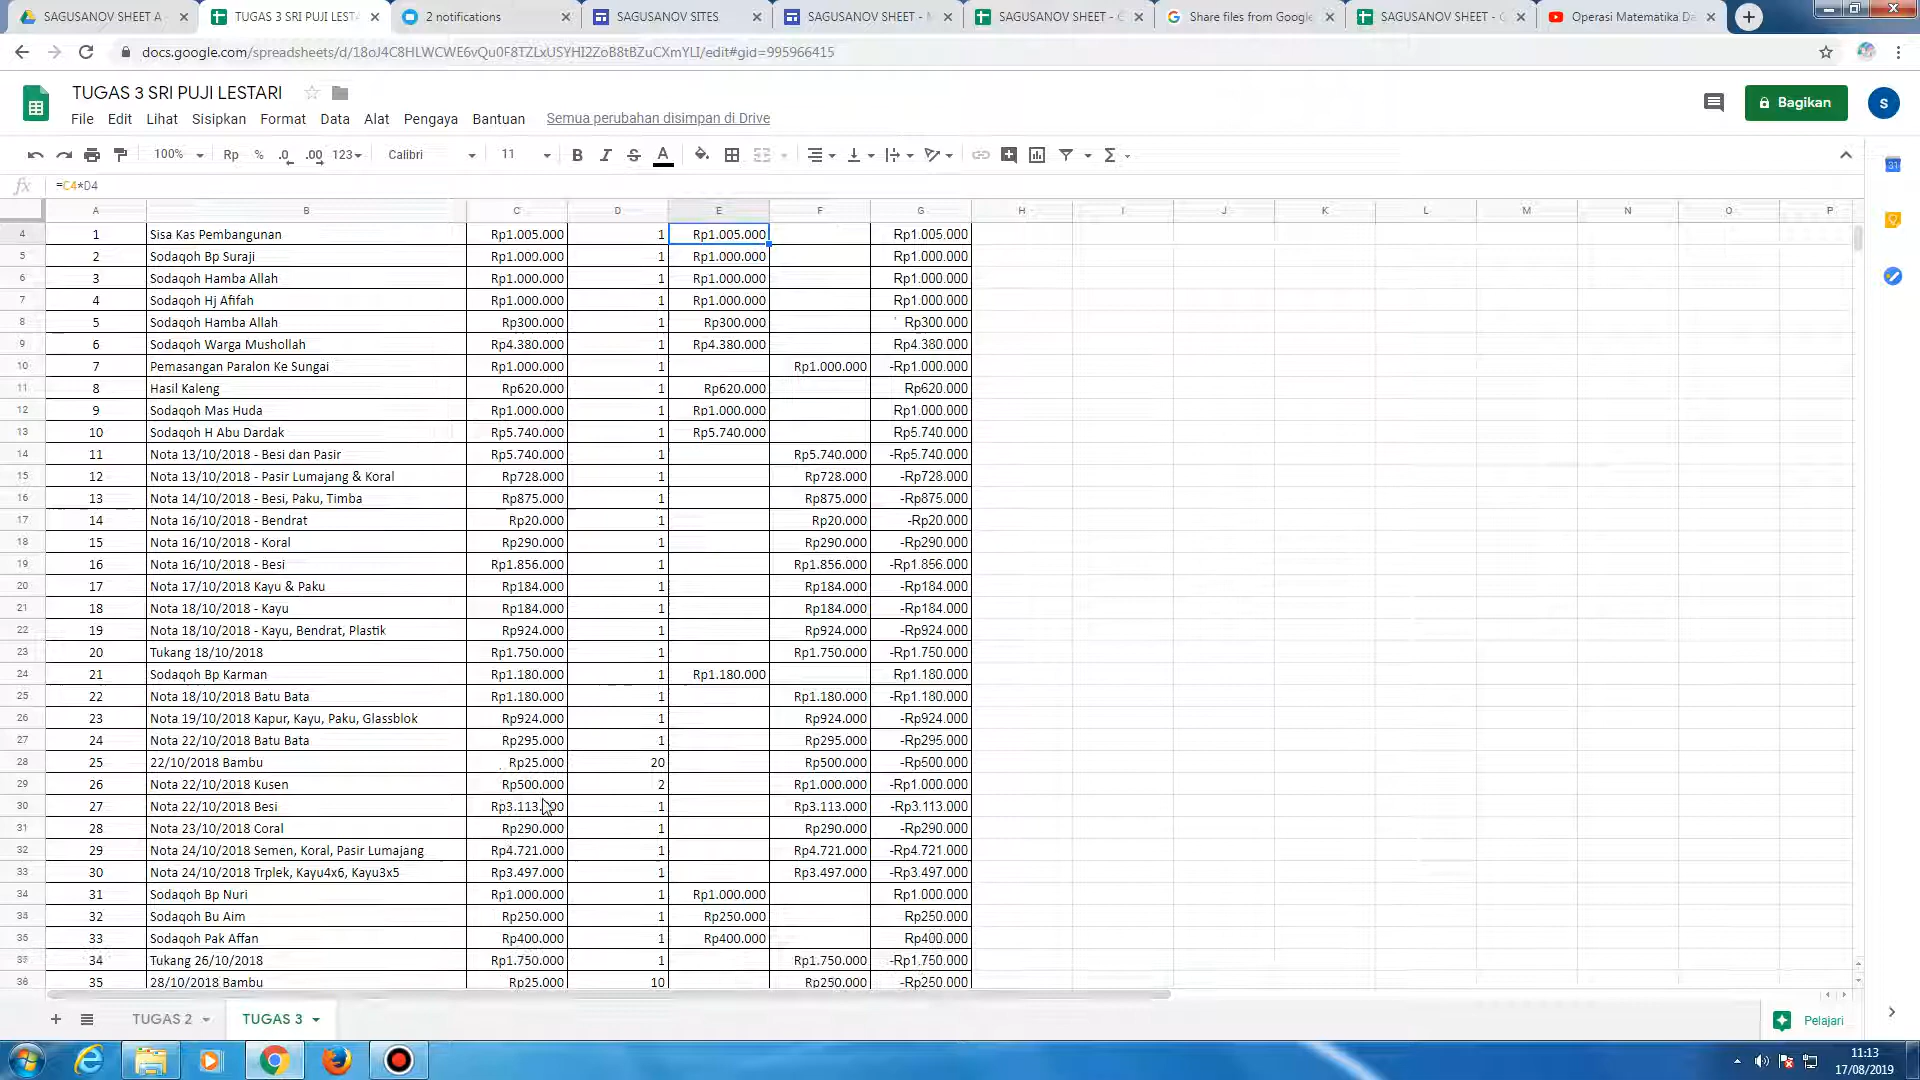 SAGUSANOV SHEET A
TUGAS 3 SRI PUJI LEST
2 notifications
SAGUSANOV SITES
SAGUSANOV SHEET -
SAGUSANOV SHEET -
Share files from Google
SAGUSANOV SHEET -
Operasi Matematika Da
docs.google.com/spreadsheets/d/18oJ4C8HLWCWE6vQu0F8TZLxUSYHI2ZoB8tBZuCXmYLI/edit#gid=995966415
TUGAS 3 SRI PUJI LESTARI
Bagikan
S
File Edit Lihat Sisipkan Format Data Alat Pengaya Bantuan Semua perubahan disimpan di Drive
100% Rp % .0 .00 123 Calibri 11 B I S A Σ
31
fx =C4*D4
A B C D E F G H I J K L M N O P
4 1 Sisa Kas Pembangunan Rp1.005.000 1 Rp1.005.000 Rp1.005.000
5 2 Sodaqoh Bp Suraji Rp1.000.000 1 Rp1.000.000 Rp1.000.000
6 3 Sodaqoh Hamba Allah Rp1.000.000 1 Rp1.000.000 Rp1.000.000
7 4 Sodaqoh Hj Afifah Rp1.000.000 1 Rp1.000.000 Rp1.000.000
8 5 Sodaqoh Hamba Allah Rp300.000 1 Rp300.000 Rp300.000
9 6 Sodaqoh Warga Mushollah Rp4.380.000 1 Rp4.380.000 Rp4.380.000
10 7 Pemasangan Paralon Ke Sungai Rp1.000.000 1 Rp1.000.000 -Rp1.000.000
11 8 Hasil Kaleng Rp620.000 1 Rp620.000 Rp620.000
12 9 Sodaqoh Mas Huda Rp1.000.000 1 Rp1.000.000 Rp1.000.000
13 10 Sodaqoh H Abu Dardak Rp5.740.000 1 Rp5.740.000 Rp5.740.000
14 11 Nota 13/10/2018 - Besi dan Pasir Rp5.740.000 1 Rp5.740.000 -Rp5.740.000
15 12 Nota 13/10/2018 - Pasir Lumajang & Koral Rp728.000 1 Rp728.000 -Rp728.000
16 13 Nota 14/10/2018 - Besi, Paku, Timba Rp875.000 1 Rp875.000 -Rp875.000
17 14 Nota 16/10/2018 - Bendrat Rp20.000 1 Rp20.000 -Rp20.000
18 15 Nota 16/10/2018 - Koral Rp290.000 1 Rp290.000 -Rp290.000
19 16 Nota 16/10/2018 - Besi Rp1.856.000 1 Rp1.856.000 -Rp1.856.000
20 17 Nota 17/10/2018 Kayu & Paku Rp184.000 1 Rp184.000 -Rp184.000
21 18 Nota 18/10/2018 - Kayu Rp184.000 1 Rp184.000 -Rp184.000
22 19 Nota 18/10/2018 - Kayu, Bendrat, Plastik Rp924.000 1 Rp924.000 -Rp924.000
23 20 Tukang 18/10/2018 Rp1.750.000 1 Rp1.750.000 -Rp1.750.000
24 21 Sodaqoh Bp Karman Rp1.180.000 1 Rp1.180.000 Rp1.180.000
25 22 Nota 18/10/2018 Batu Bata Rp1.180.000 1 Rp1.180.000 -Rp1.180.000
26 23 Nota 19/10/2018 Kapur, Kayu, Paku, Glassblok Rp924.000 1 Rp924.000 -Rp924.000
27 24 Nota 22/10/2018 Batu Bata Rp295.000 1 Rp295.000 -Rp295.000
28 25 22/10/2018 Bambu Rp25.000 20 Rp500.000 -Rp500.000
29 26 Nota 22/10/2018 Kusen Rp500.000 2 Rp1.000.000 -Rp1.000.000
30 27 Nota 22/10/2018 Besi Rp3.113.000 1 Rp3.113.000 -Rp3.113.000
31 28 Nota 23/10/2018 Coral Rp290.000 1 Rp290.000 -Rp290.000
32 29 Nota 24/10/2018 Semen, Koral, Pasir Lumajang Rp4.721.000 1 Rp4.721.000 -Rp4.721.000
33 30 Nota 24/10/2018 Trplek, Kayu4x6, Kayu3x5 Rp3.497.000 1 Rp3.497.000 -Rp3.497.000
34 31 Sodaqoh Bp Nuri Rp1.000.000 1 Rp1.000.000 Rp1.000.000
32 Sodaqoh Bu Aim Rp250.000 1 Rp250.000 Rp250.000
33 Sodaqoh Pak Affan Rp400.000 1 Rp400.000 Rp400.000
34 Tukang 26/10/2018 Rp1.750.000 1 Rp1.750.000 -Rp1.750.000
35 28/10/2018 Bambu Rp25.000 10 Rp250.000 -Rp250.000
TUGAS 2 TUGAS 3 Pelajari
11:13
17/08/2019